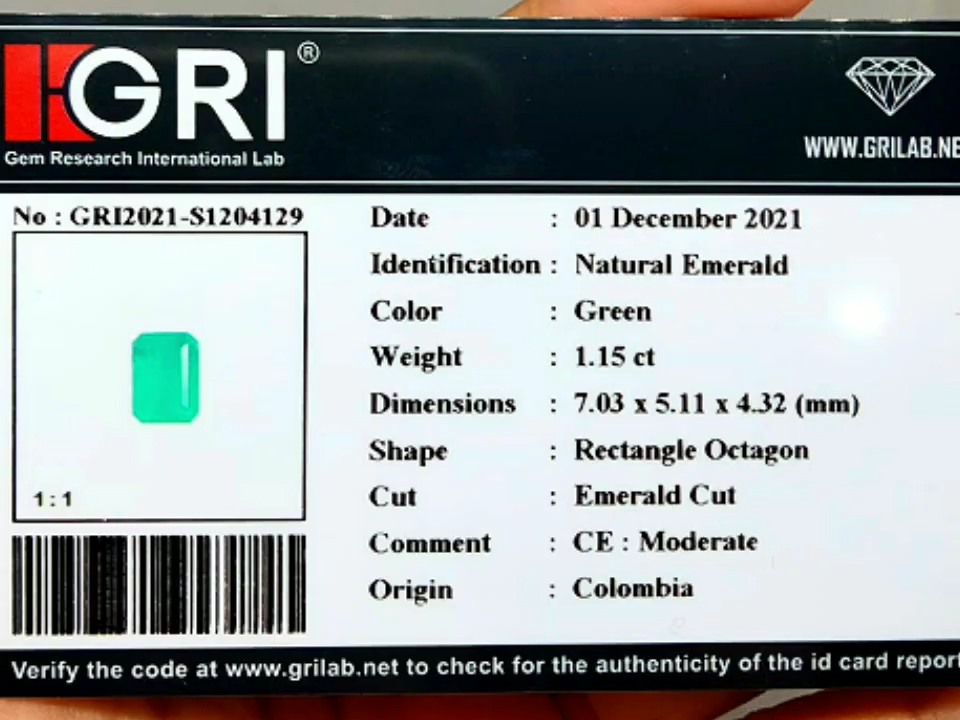 GRI®
Gem Research International Lab
WWW.GRILAB.NE
No : GRI2021-S1204129
1:1
Date : 01 December 2021
Identification : Natural Emerald
Color : Green
Weight : 1.15 ct
Dimensions : 7.03 x 5.11 x 4.32 (mm)
Shape : Rectangle Octagon
Cut : Emerald Cut
Comment : CE : Moderate
Origin : Colombia
Verify the code at www.grilab.net to check for the authenticity of the id card report